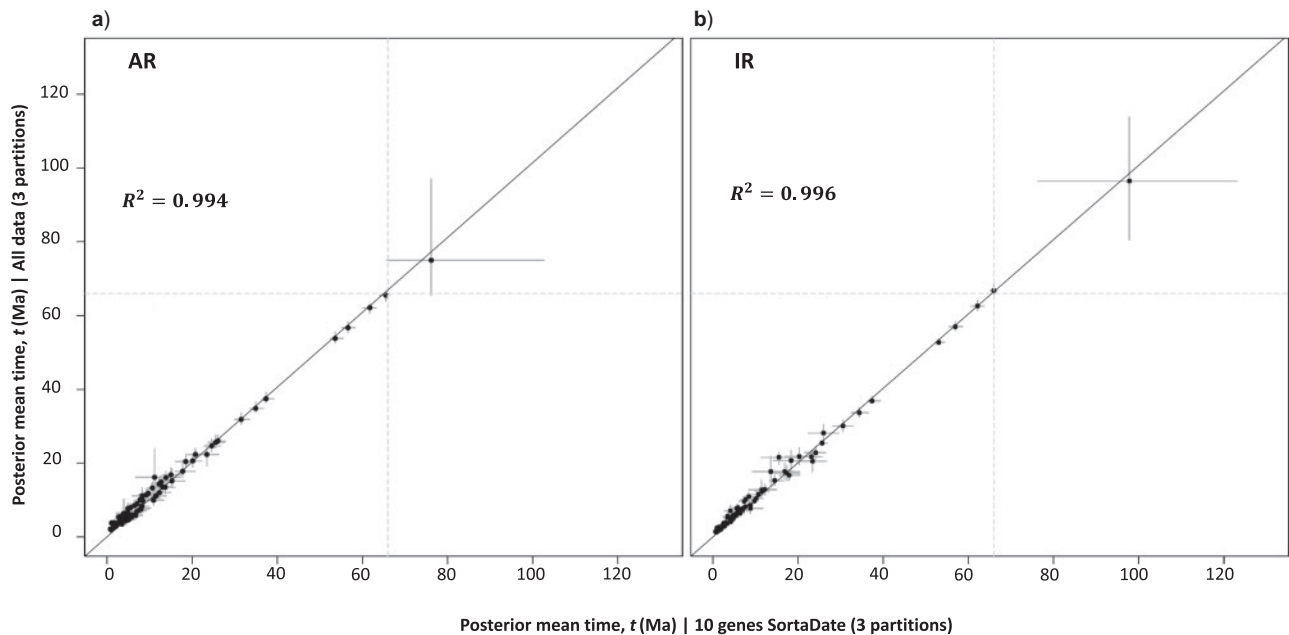 a)
b)
AR
IR
R² = 0.994
R² = 0.996
Posterior mean time, t (Ma) | All data (3 partitions)
120
100
80
60
40
20
0
0 20 40 60 80 100 120
0 20 40 60 80 100 120
Posterior mean time, t (Ma) | 10 genes SortaDate (3 partitions)